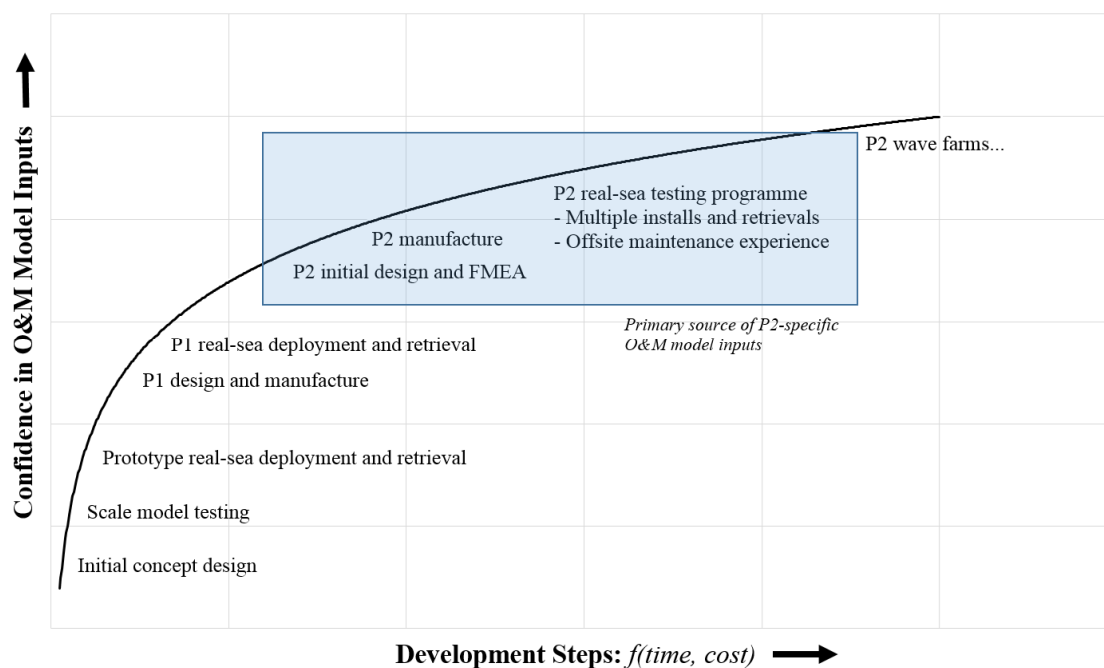 Confidence in O&M Model Inputs
P2 wave farms...
P2 real-sea testing programme
- Multiple installs and retrievals
- Offsite maintenance experience
P2 manufacture
P2 initial design and FMEA
Primary source of P2-specific
O&M model inputs
P1 real-sea deployment and retrieval
P1 design and manufacture
Prototype real-sea deployment and retrieval
Scale model testing
Initial concept design
Development Steps: f(time, cost)